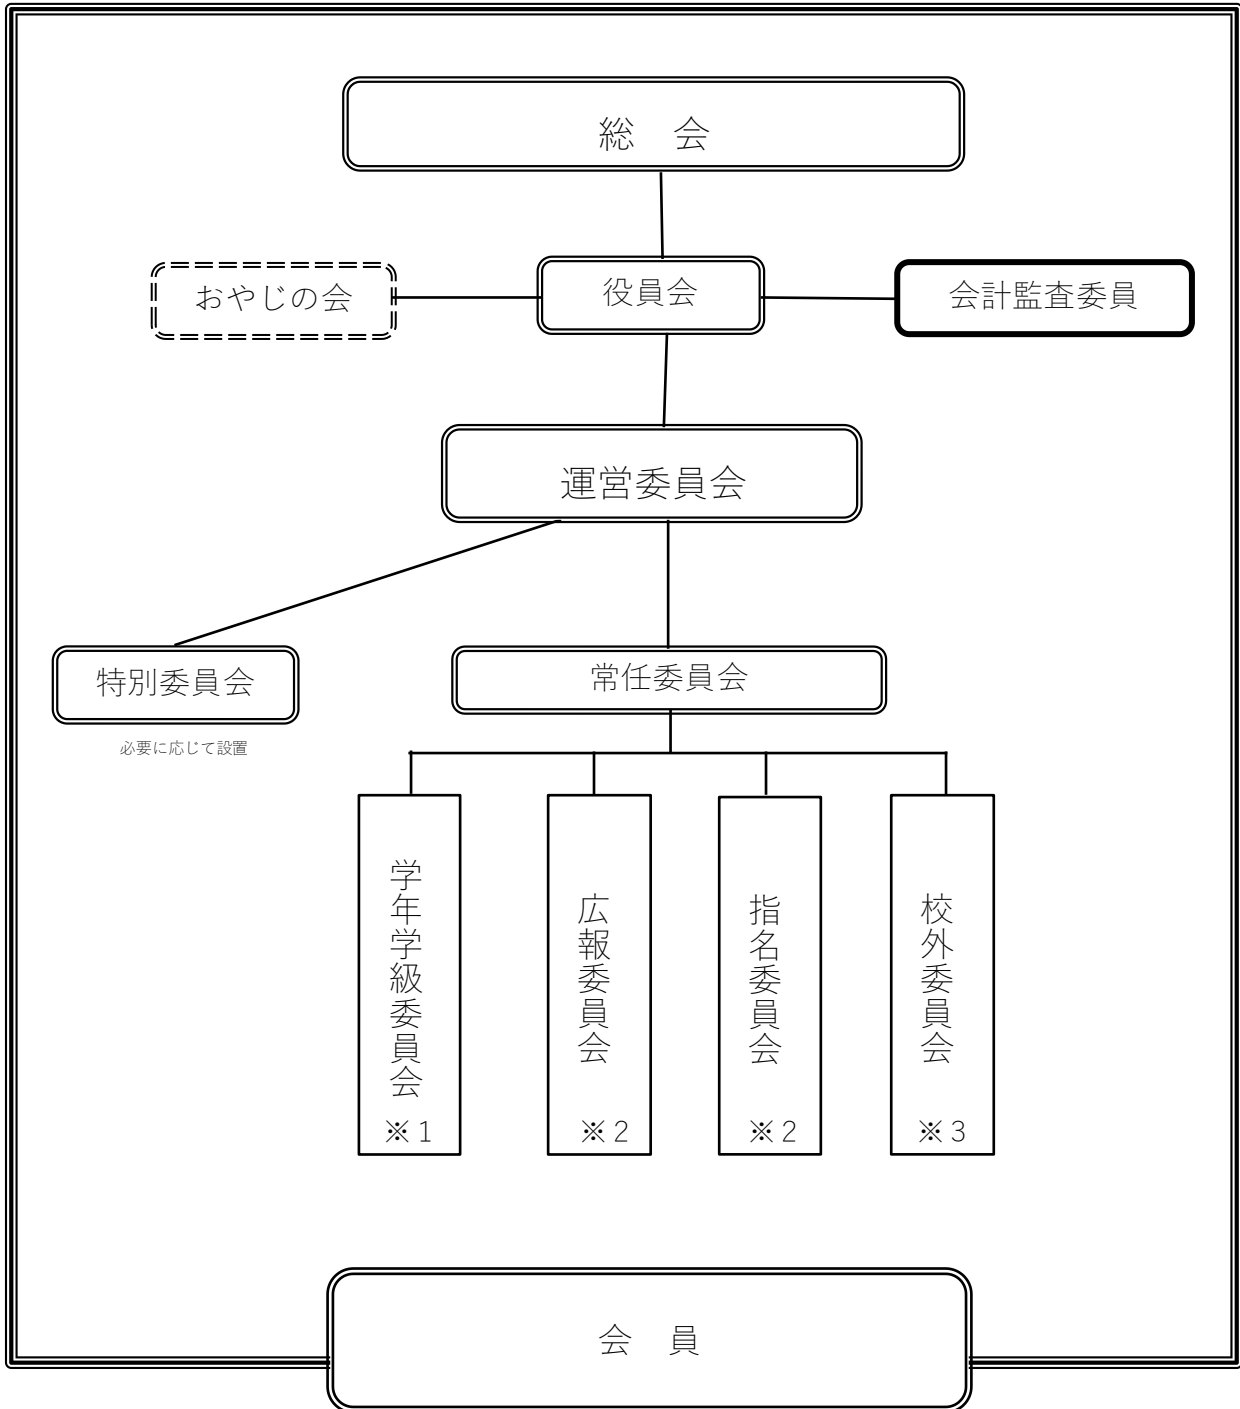 総　会
おやじの会
役員会
会計監査委員
運営委員会
特別委員会
必要に応じて設置
常任委員会
学年学級委員会
※1
広報委員会
※2
指名委員会
※2
校外委員会
※3
会　員